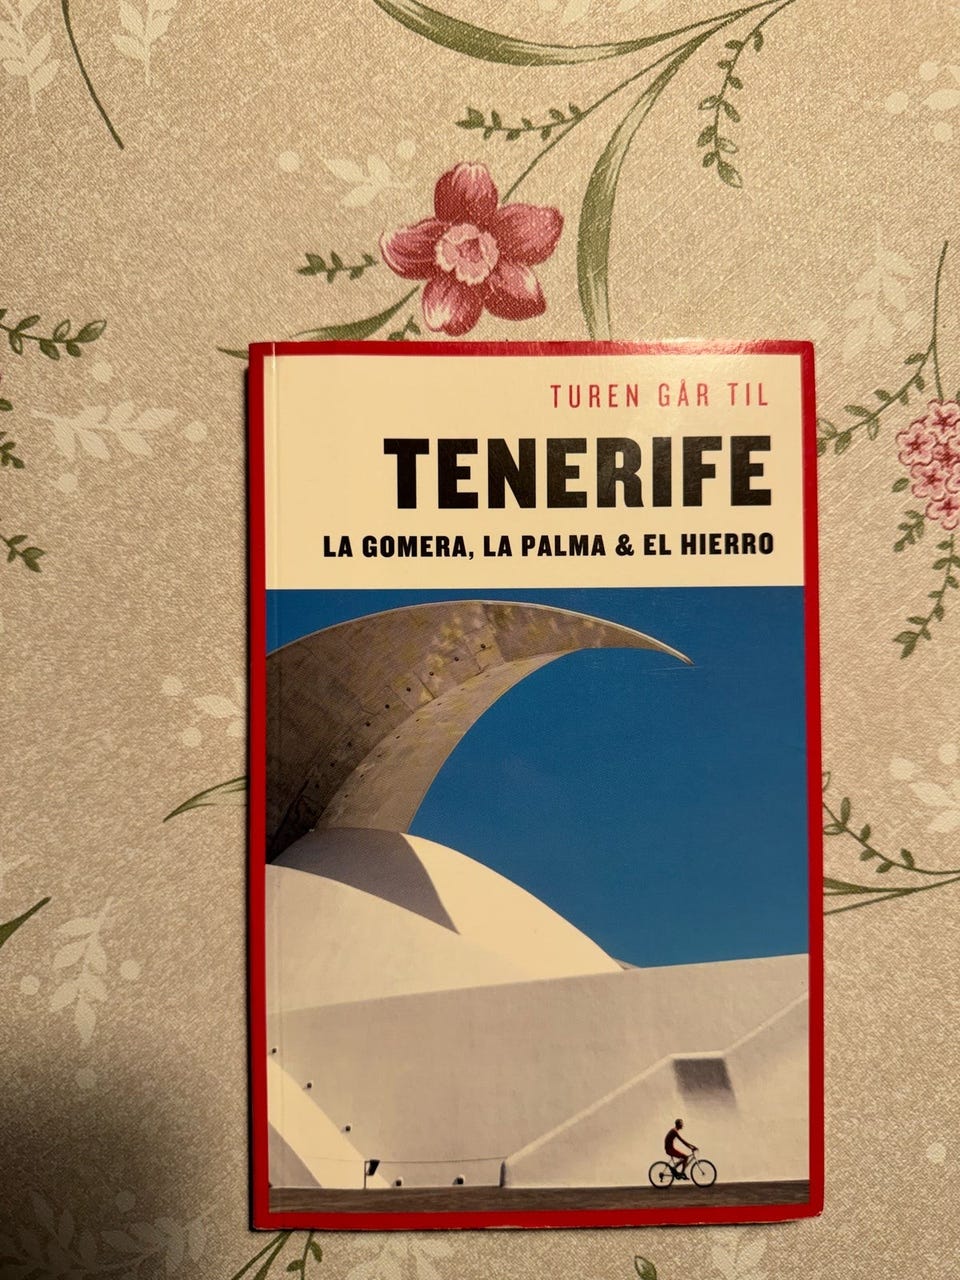 TUREN GÅR TIL
TENERIFE
LA GOMERA, LA PALMA & EL HIERRO